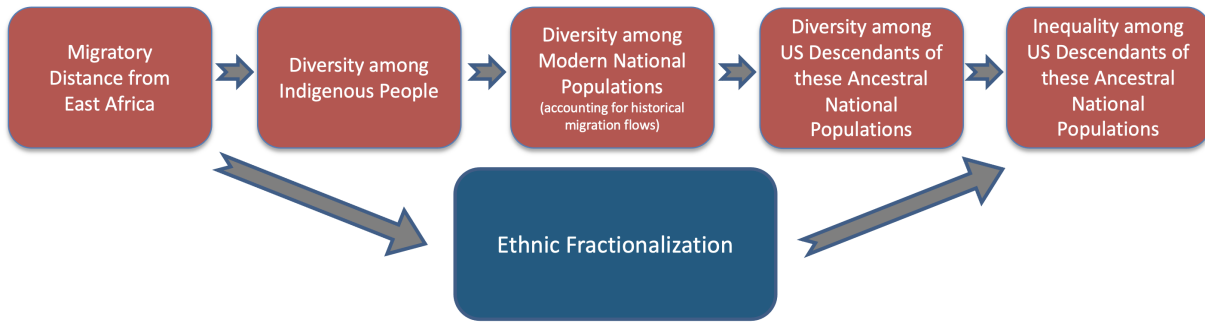 Migratory
Distance from
East Africa
Diversity among
Indigenous People
Diversity among
Modern National
Populations
(accounting for historical
migration flows)
Diversity among
US Descendants of
these Ancestral
National
Populations
Inequality among
US Descendants of
these Ancestral
National
Populations
Ethnic Fractionalization